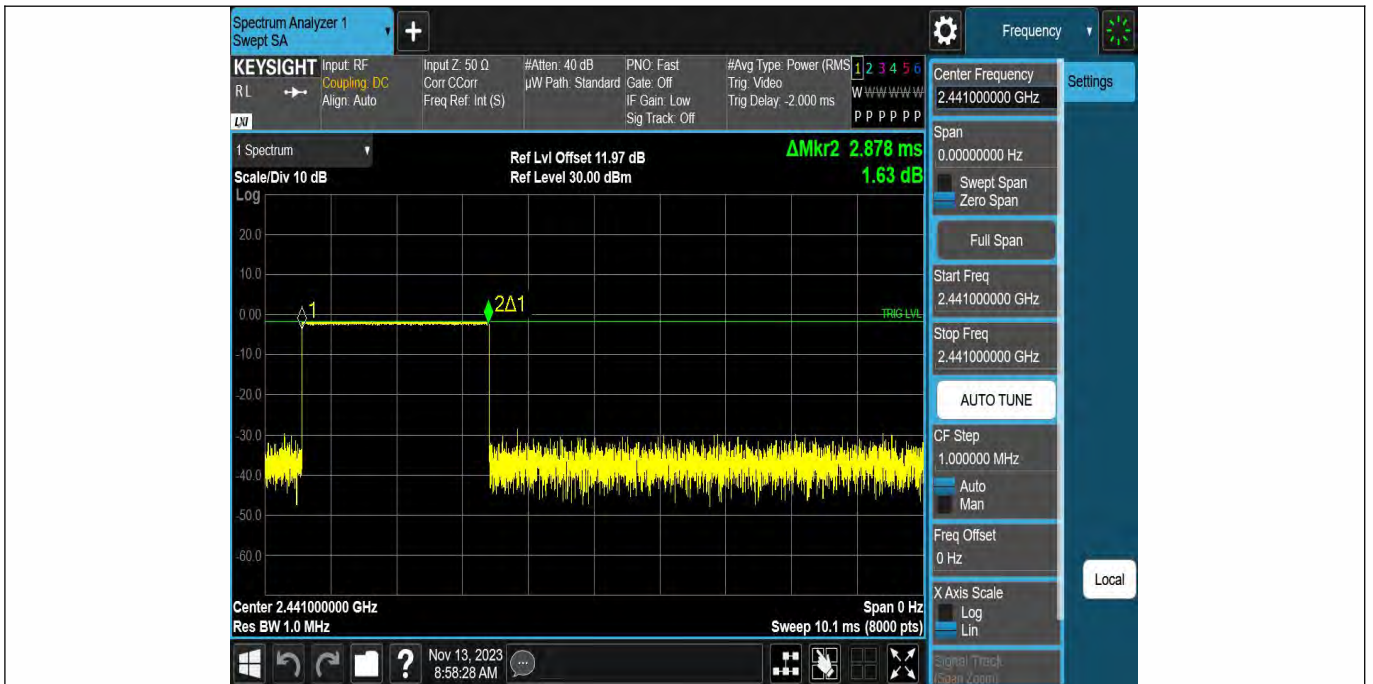 Spectrum Analyzer 1
Swept SA
Frequency
KEYSIGHT
RL
LXI
Input: RF
Coupling: DC
Align: Auto
Input Z: 50 Ω
Corr CCorr
Freq Ref: Int (S)
#Atten: 40 dB
µW Path: Standard
PNO: Fast
Gate: Off
IF Gain: Low
Sig Track: Off
#Avg Type: Power (RMS
Trig: Video
Trig Delay: -2.000 ms
1 2 3 4 5 6
W W W W W W
P P P P P P
1 Spectrum
Scale/Div 10 dB
Ref Lvl Offset 11.97 dB
Ref Level 30.00 dBm
ΔMkr2 2.878 ms
1.63 dB
Log
20.0
10.0
0.00
-10.0
-20.0
-30.0
-40.0
-50.0
-60.0
1
2Δ1
TRIG LVL
Center 2.441000000 GHz
Res BW 1.0 MHz
Span 0 Hz
Sweep 10.1 ms (8000 pts)
Nov 13, 2023
8:58:28 AM
Center Frequency
2.441000000 GHz
Settings
Span
0.00000000 Hz
Swept Span
Zero Span
Full Span
Start Freq
2.441000000 GHz
Stop Freq
2.441000000 GHz
AUTO TUNE
CF Step
1.000000 MHz
Auto
Man
Freq Offset
0 Hz
X Axis Scale
Log
Lin
Local
Signal Track
(Span Zoom)